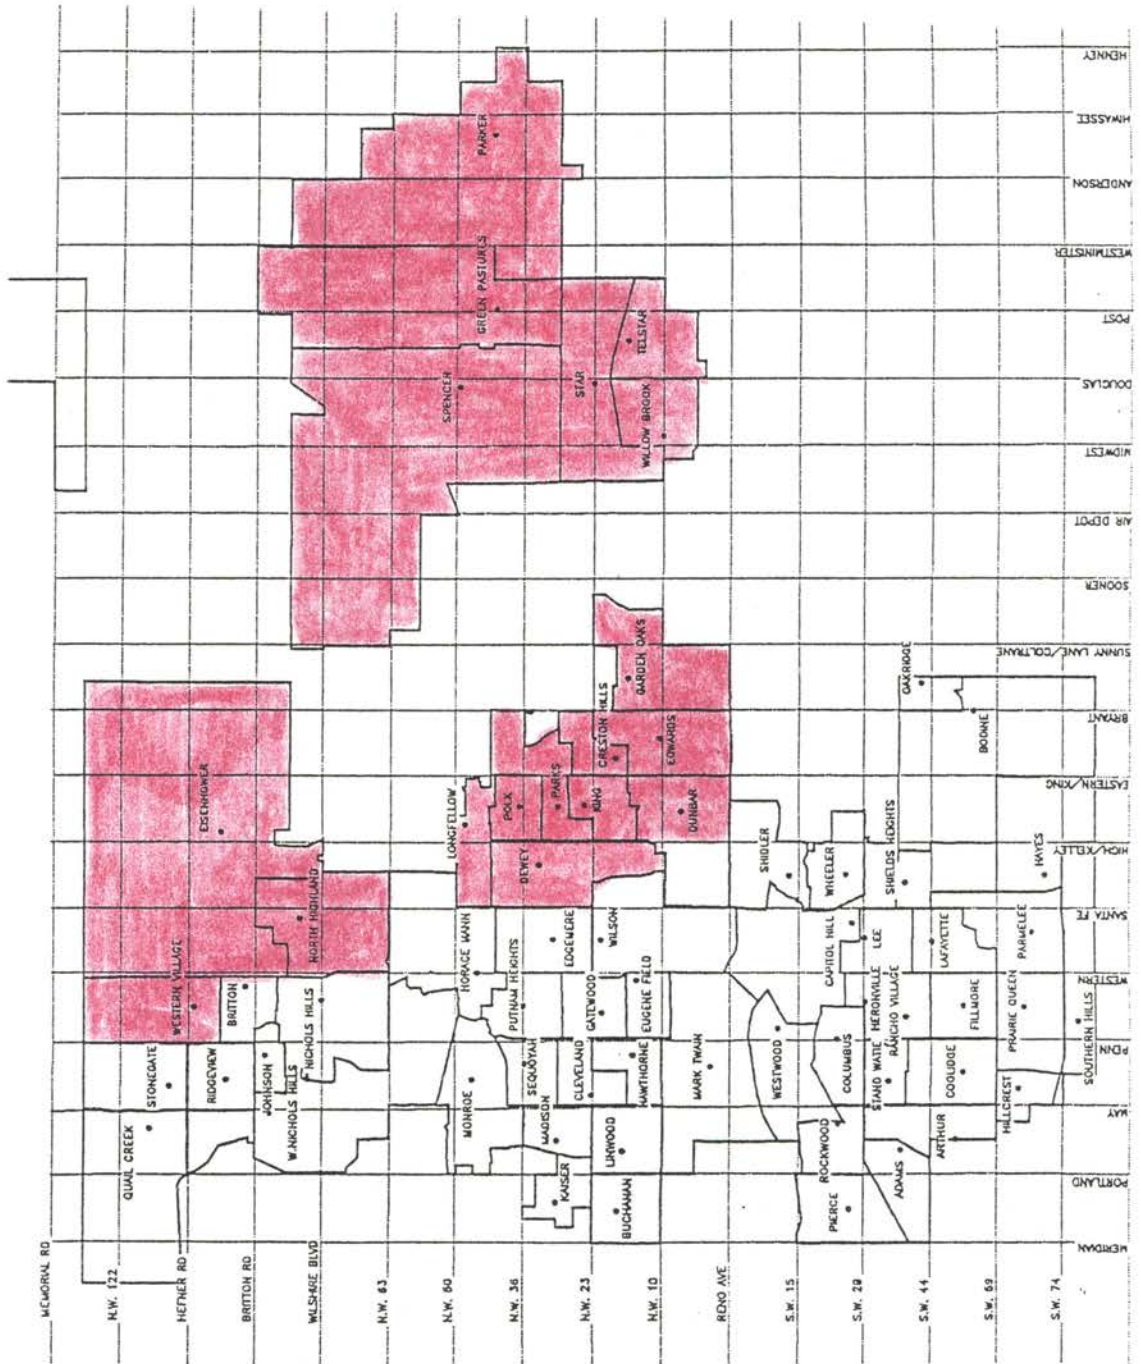 HENNEY
HIWASSEE
ANDERSON
WESTMINISTER
POST
DOUGLAS
MIDWEST
AIR DEPOT
SOONER
SUNNY LANE/COLTRANE
BRYANT
EASTERN/KING
HIGH/KELLEY
SANTA FE
WESTERN
PENN
MAY
PORTLAND
MERIDIAN
PARKER
GREEN PASTURES
TELSTAR
SPENCER
STAR
WILLOW BROOK
GARDEN OAKS
CRESTON HILLS
OAKRIDGE
EDWARDS
BODINE
EISENHOWER
LONGFELLOW
POLK
PARKS
KING
DUNBAR
DEWEY
SHIDLER
WHEELER
SHIELDS HEIGHTS
HAYES
NORTH HIGHLAND
HORACE MANN
EDGEMERE
WILSON
CAPITOL HILL
LEE
LAFAYETTE
PARMELEE
WESTERN VILLAGE
BRITTON
NICHOLS HILLS
PUTNAM HEIGHTS
GATEWOOD
EUGENE FIELD
HERONVILLE
RANCHO VILLAGE
FILLMORE
PRAIRIE QUEEN
SOUTHERN HILLS
STONEGATE
RIDGEVIEW
JOHNSON
W.NICHOLS HILLS
MONROE
SEQUOYAH
CLEVELAND
HAWTHORNE
MARK TWAIN
WESTWOOD
COLUMBUS
STAND WATIE
COOLIDGE
HILLCREST
QUAIL CREEK
MADISON
LINWOOD
ROCKWOOD
ADAMS
ARTHUR
KAISER
BUCHANAN
PIERCE
MEMORIAL RD
N.W. 122
HEFNER RD
BRITTON RD
WILSHIRE BLVD
N.W. 63
N.W. 50
N.W. 36
N.W. 23
N.W. 10
RENO AVE
S.W. 15
S.W. 29
S.W. 44
S.W. 59
S.W. 74